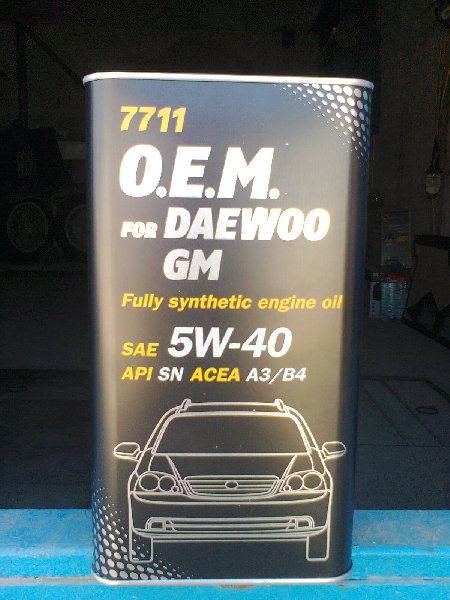 7711
O.E.M.
FOR DAEWOO
GM
Fully synthetic engine oil
SAE 5W-40
API SN ACEA A3/B4